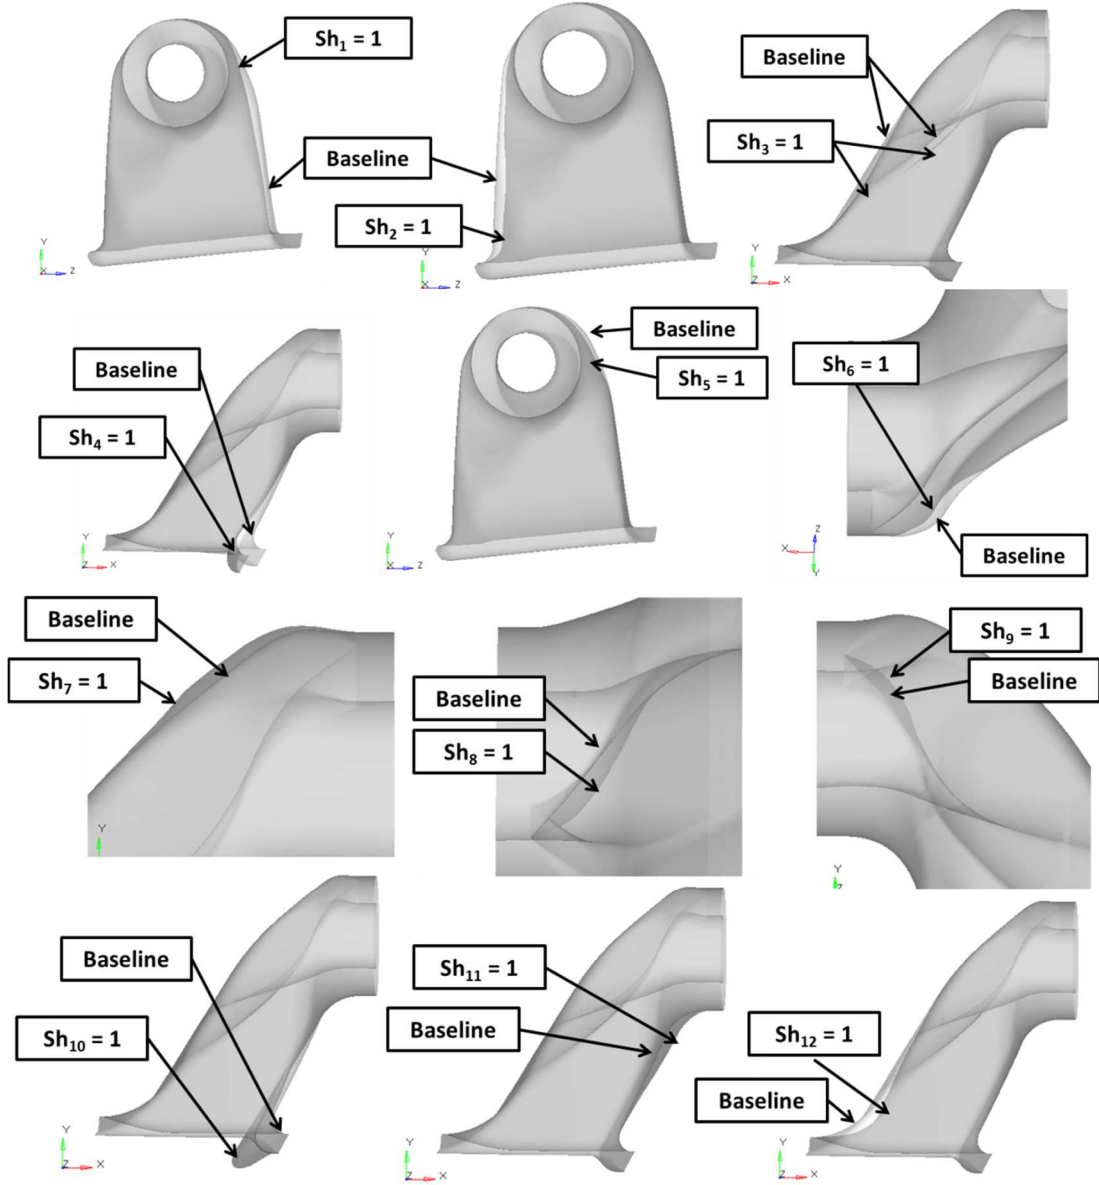 Sh1 = 1
Baseline
Sh2 = 1
Baseline
Sh3 = 1
Y
X
Z
Y
X
Z
Y
Z
X
Baseline
Sh4 = 1
Baseline
Sh5 = 1
Sh6 = 1
Baseline
Y
Z
X
Y
X
Z
Z
X
Y
Baseline
Sh7 = 1
Baseline
Sh8 = 1
Sh9 = 1
Baseline
Y
Y
Z
Baseline
Sh10 = 1
Sh11 = 1
Baseline
Sh12 = 1
Baseline
Y
Z
X
Y
Z
X
Y
Z
X